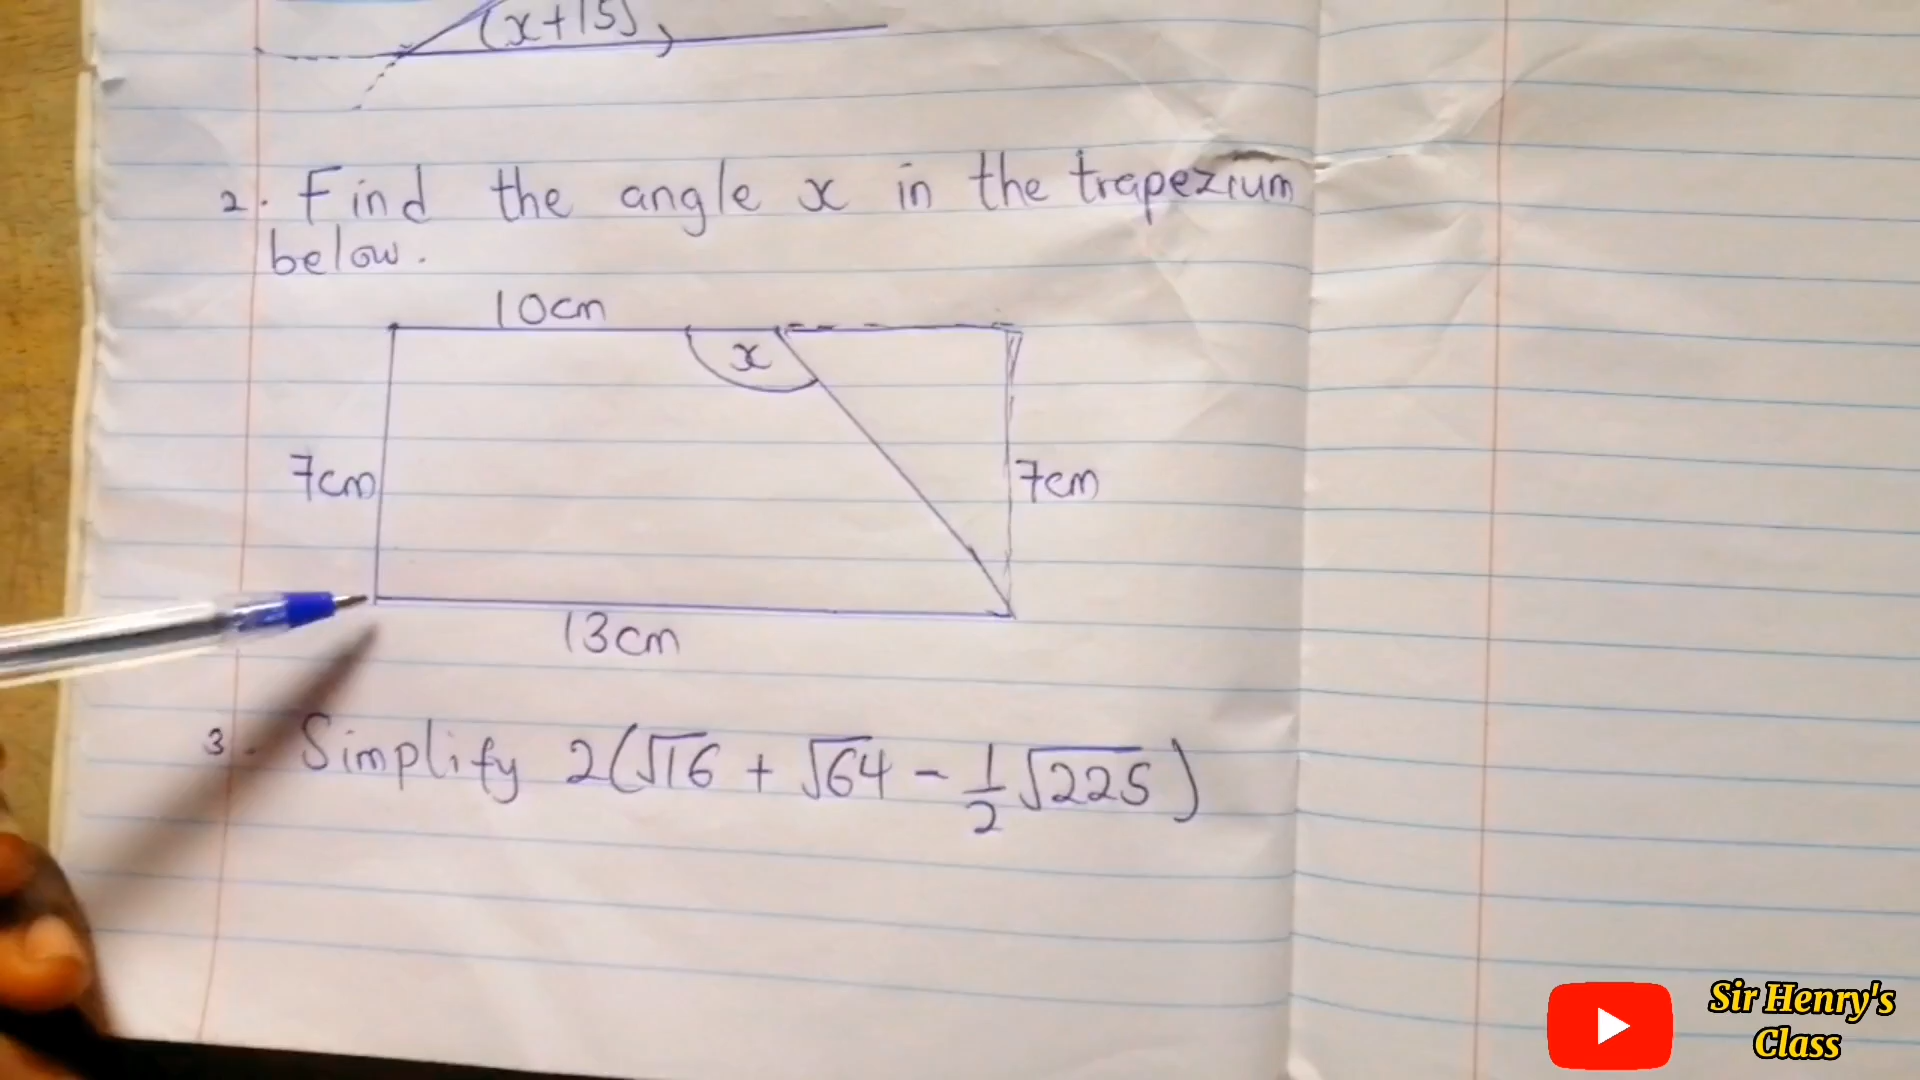 (x+15)
2. Find the angle x in the trapezium
below.
10cm
x
7cm
7cm
13cm
3. Simplify 2(√16 + √64 - 1/2 √225)
Sir Henry's
Class